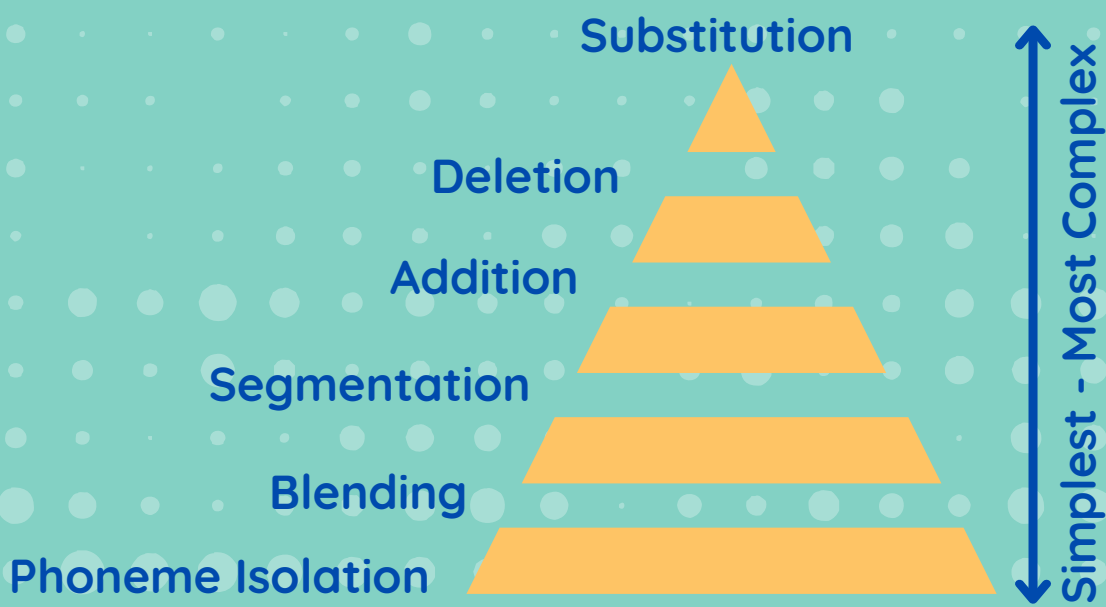 Substitution
Deletion
Addition
Segmentation
Blending
Phoneme Isolation
Simplest - Most Complex